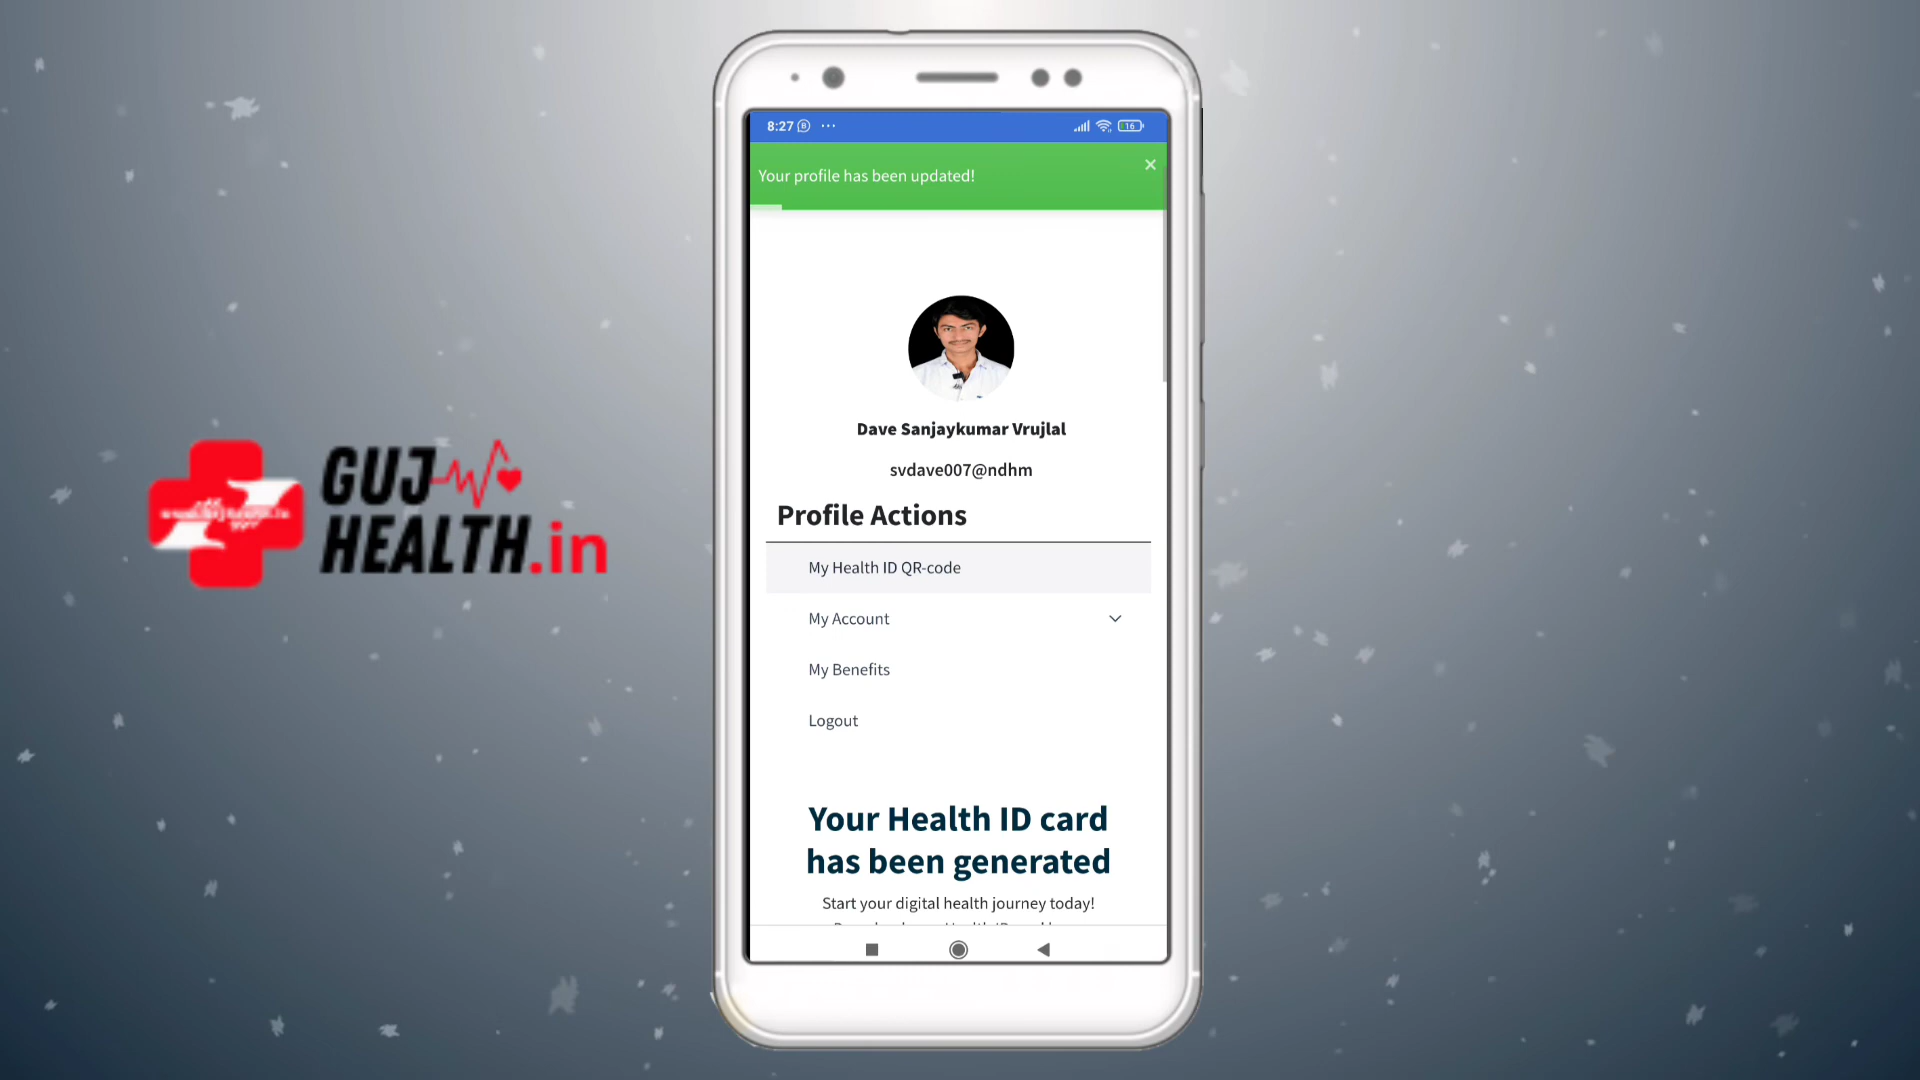 GUJ
HEALTH.in
8:27
16
Your profile has been updated!
Dave Sanjaykumar Vrujlal
svdave007@ndhm
Profile Actions
My Health ID QR-code
My Account
My Benefits
Logout
Your Health ID card
has been generated
Start your digital health journey today!